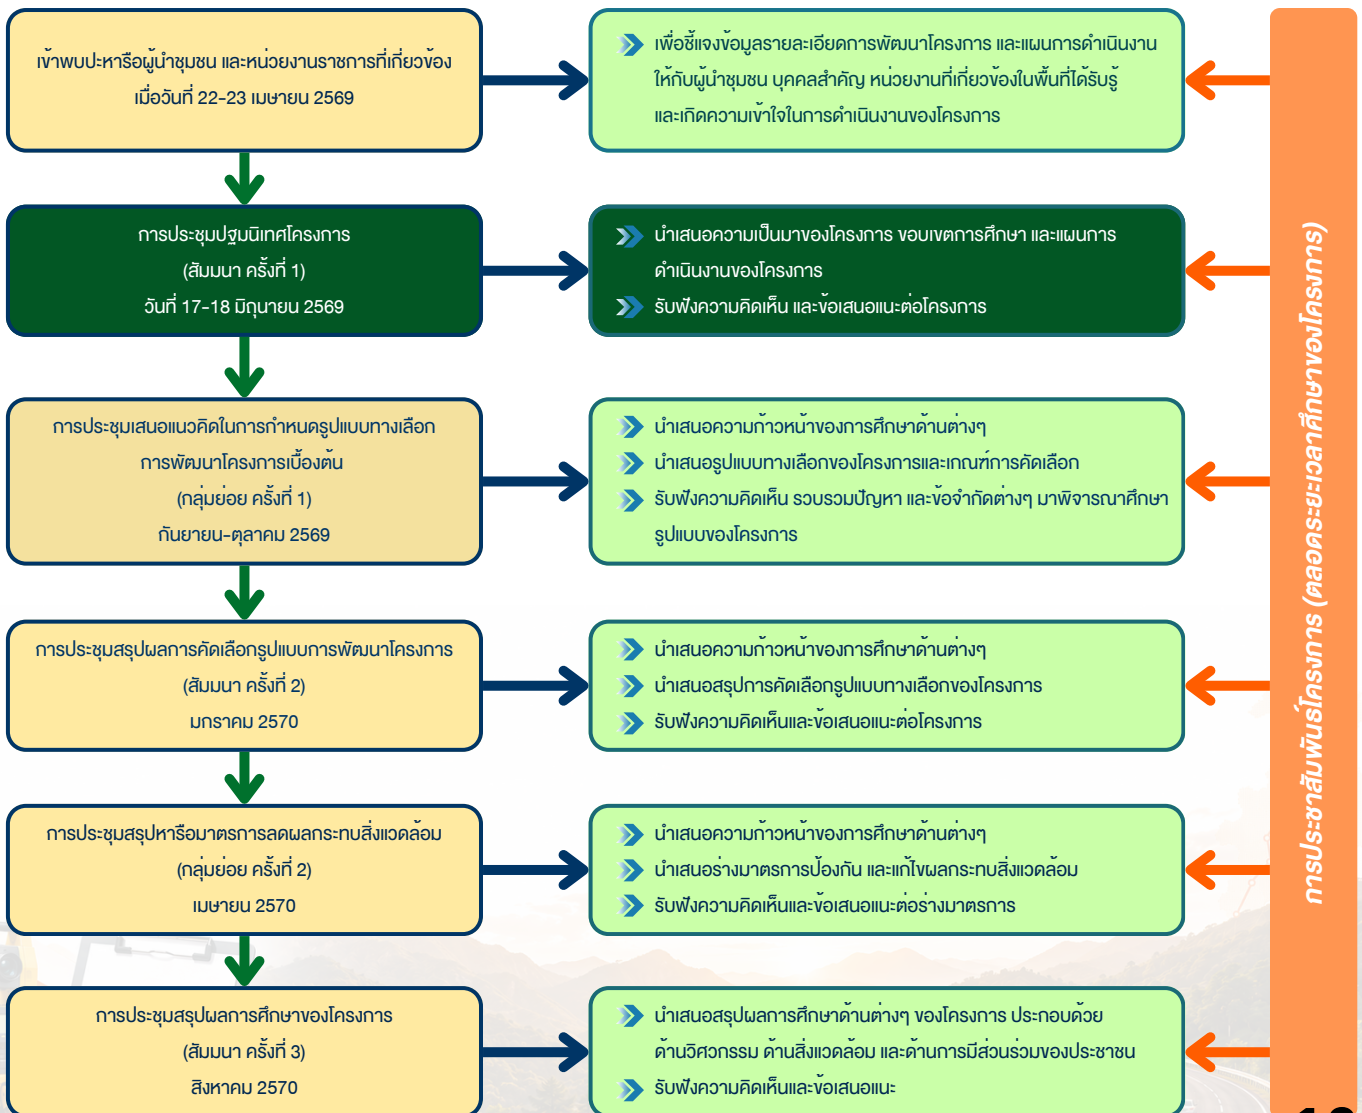 เข้าพบปะหารือผู้นำชุมชน และหน่วยงานราชการที่เกี่ยวข้อง
เมื่อวันที่ 22-23 เมษายน 2569
เพื่อชี้แจงข้อมูลรายละเอียดการพัฒนาโครงการ และแผนการดำเนินงาน
ให้กับผู้นำชุมชน บุคคลสำคัญ หน่วยงานที่เกี่ยวข้องในพื้นที่ได้รับรู้
และเกิดความเข้าใจในการดำเนินงานของโครงการ
การประชุมปฐมนิเทศโครงการ
(สัมมนา ครั้งที่ 1)
วันที่ 17-18 มิถุนายน 2569
นำเสนอความเป็นมาของโครงการ ขอบเขตการศึกษา และแผนการ
ดำเนินงานของโครงการ
รับฟังความคิดเห็น และข้อเสนอแนะต่อโครงการ
การประชุมเสนอแนวคิดในการกำหนดรูปแบบทางเลือก
การพัฒนาโครงการเบื้องต้น
(กลุ่มย่อย ครั้งที่ 1)
กันยายน-ตุลาคม 2569
นำเสนอความก้าวหน้าของการศึกษาด้านต่างๆ
นำเสนอรูปแบบทางเลือกของโครงการและเกณฑ์การคัดเลือก
รับฟังความคิดเห็น รวบรวมปัญหา และข้อจำกัดต่างๆ มาพิจารณาศึกษา
รูปแบบของโครงการ
การประชุมสรุปผลการคัดเลือกรูปแบบการพัฒนาโครงการ
(สัมมนา ครั้งที่ 2)
มกราคม 2570
นำเสนอความก้าวหน้าของการศึกษาด้านต่างๆ
นำเสนอสรุปการคัดเลือกรูปแบบทางเลือกของโครงการ
รับฟังความคิดเห็นและข้อเสนอแนะต่อโครงการ
การประชุมสรุปหารือมาตรการลดผลกระทบสิ่งแวดล้อม
(กลุ่มย่อย ครั้งที่ 2)
เมษายน 2570
นำเสนอความก้าวหน้าของการศึกษาด้านต่างๆ
นำเสนอร่างมาตรการป้องกัน และแก้ไขผลกระทบสิ่งแวดล้อม
รับฟังความคิดเห็นและข้อเสนอแนะต่อร่างมาตรการ
การประชุมสรุปผลการศึกษาของโครงการ
(สัมมนา ครั้งที่ 3)
สิงหาคม 2570
นำเสนอสรุปผลการศึกษาด้านต่างๆ ของโครงการ ประกอบด้วย
ด้านวิศวกรรม ด้านสิ่งแวดล้อม และด้านการมีส่วนร่วมของประชาชน
รับฟังความคิดเห็นและข้อเสนอแนะ
การประชาสัมพันธ์โครงการ (ตลอดระยะเวลาศึกษาของโครงการ)